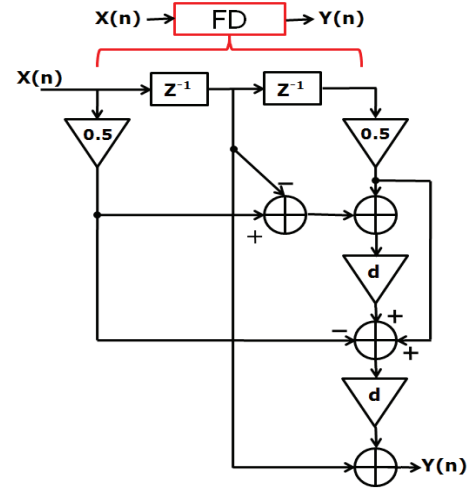 X(n) FD Y(n)
X(n)
Z-1 Z-1
0.5 0.5
−
+
d
+
−
+
d
Y(n)